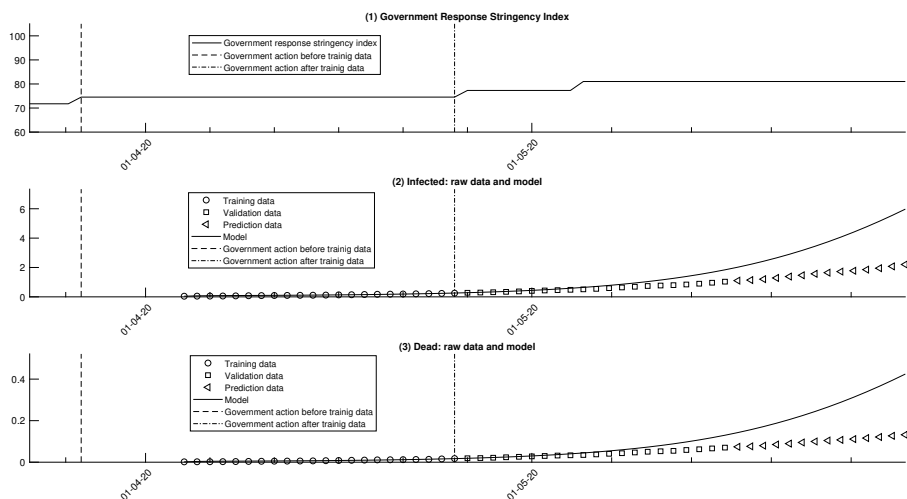 (1) Government Response Stringency Index
100
90
80
70
60
Government response stringency index
Government action before trainig data
Government action after trainig data
01-04-20
01-05-20
(2) Infected: raw data and model
6
4
2
0
Training data
Validation data
Prediction data
Model
Government action before trainig data
Government action after trainig data
01-04-20
01-05-20
(3) Dead: raw data and model
0.4
0.2
0
Training data
Validation data
Prediction data
Model
Government action before trainig data
Government action after trainig data
01-04-20
01-05-20